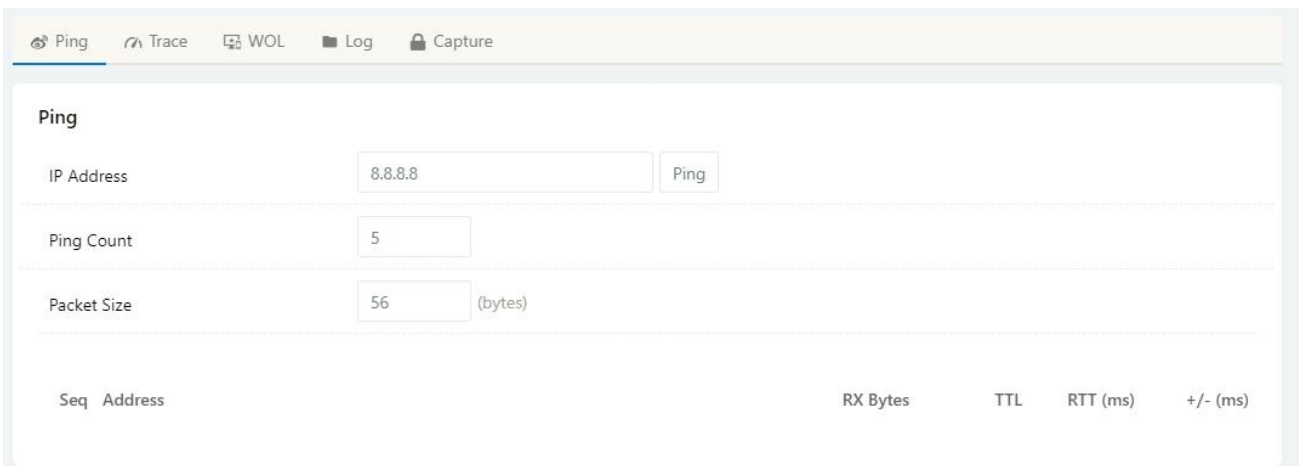 Ping Trace WOL Log Capture
Ping
IP Address 8.8.8.8 Ping
Ping Count 5
Packet Size 56 (bytes)
Seq Address RX Bytes TTL RTT (ms) +/- (ms)